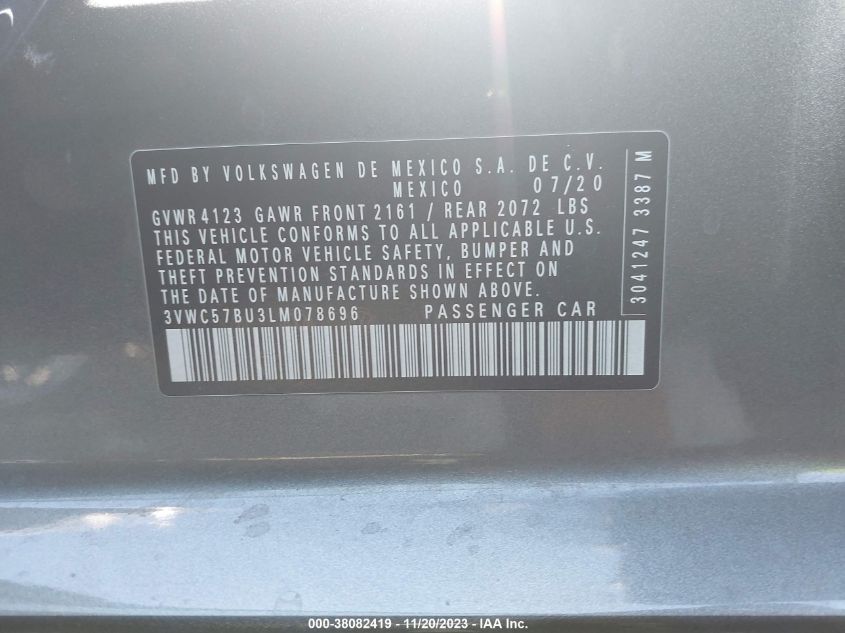 MFD BY VOLKSWAGEN DE MEXICO S.A. DE C.V.
MEXICO 07/20
GVWR 4123 GAWR FRONT 2161 / REAR 2072 LBS
THIS VEHICLE CONFORMS TO ALL APPLICABLE U.S.
FEDERAL MOTOR VEHICLE SAFETY, BUMPER AND
THEFT PREVENTION STANDARDS IN EFFECT ON
THE DATE OF MANUFACTURE SHOWN ABOVE.
3VWC57BU3LM078696 PASSENGER CAR
3041247 3387 M
000-38082419 - 11/20/2023 - IAA Inc.